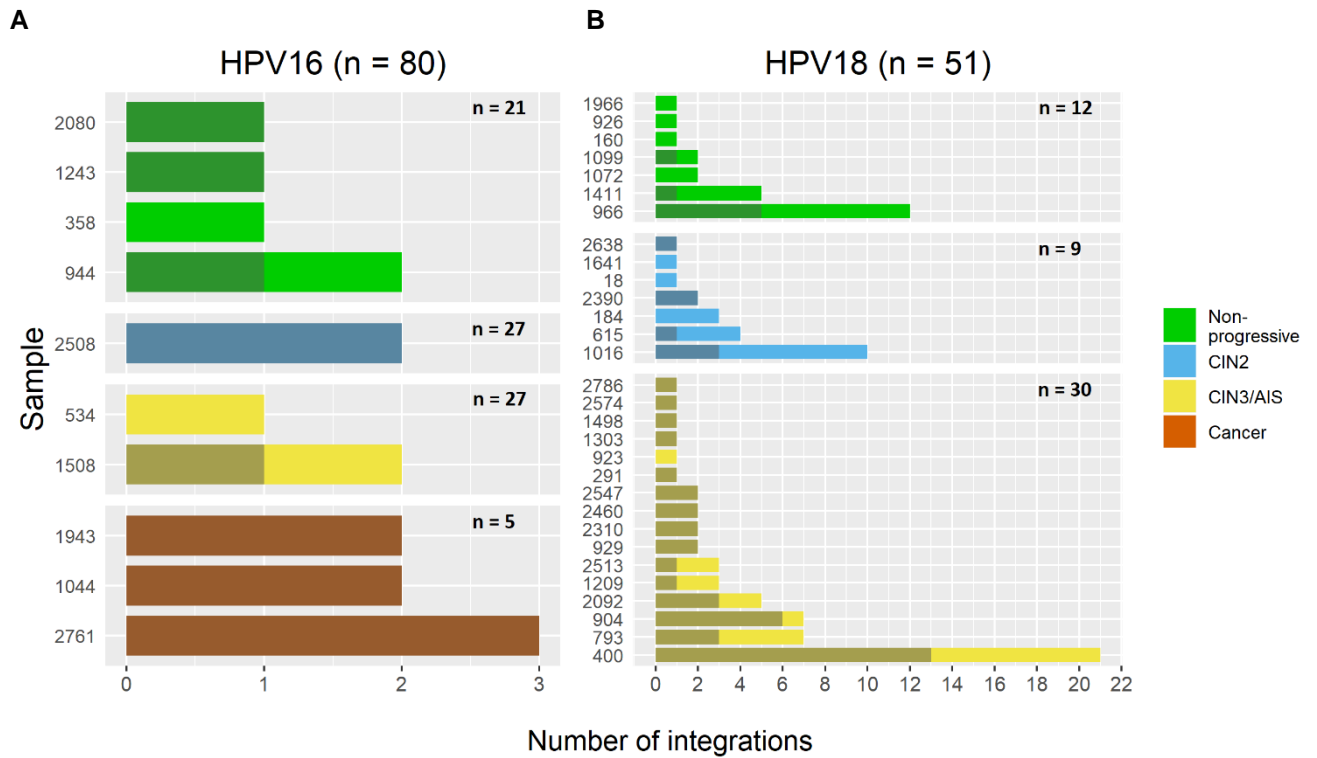 A
B
HPV16 (n = 80)
HPV18 (n = 51)
Sample
2080
1243
358
944
n = 21
2508
n = 27
534
1508
n = 27
1943
1044
2761
n = 5
0 1 2 3
1966
926
160
1099
1072
1411
966
n = 12
2638
1641
18
2390
184
615
1016
n = 9
2786
2574
1498
1303
923
291
2547
2460
2310
929
2513
1209
2092
904
793
400
n = 30
0 2 4 6 8 10 12 14 16 18 20 22
Number of integrations
Non-
progressive
CIN2
CIN3/AIS
Cancer